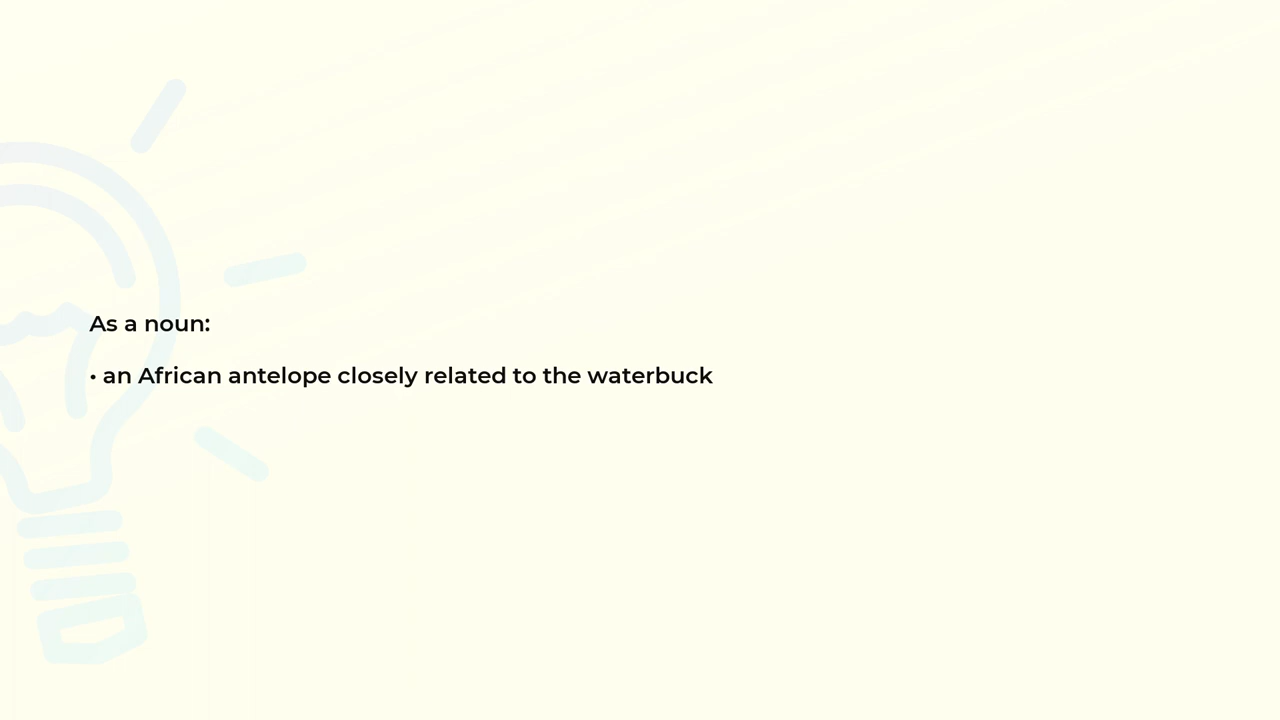 As a noun:
• an African antelope closely related to the waterbuck